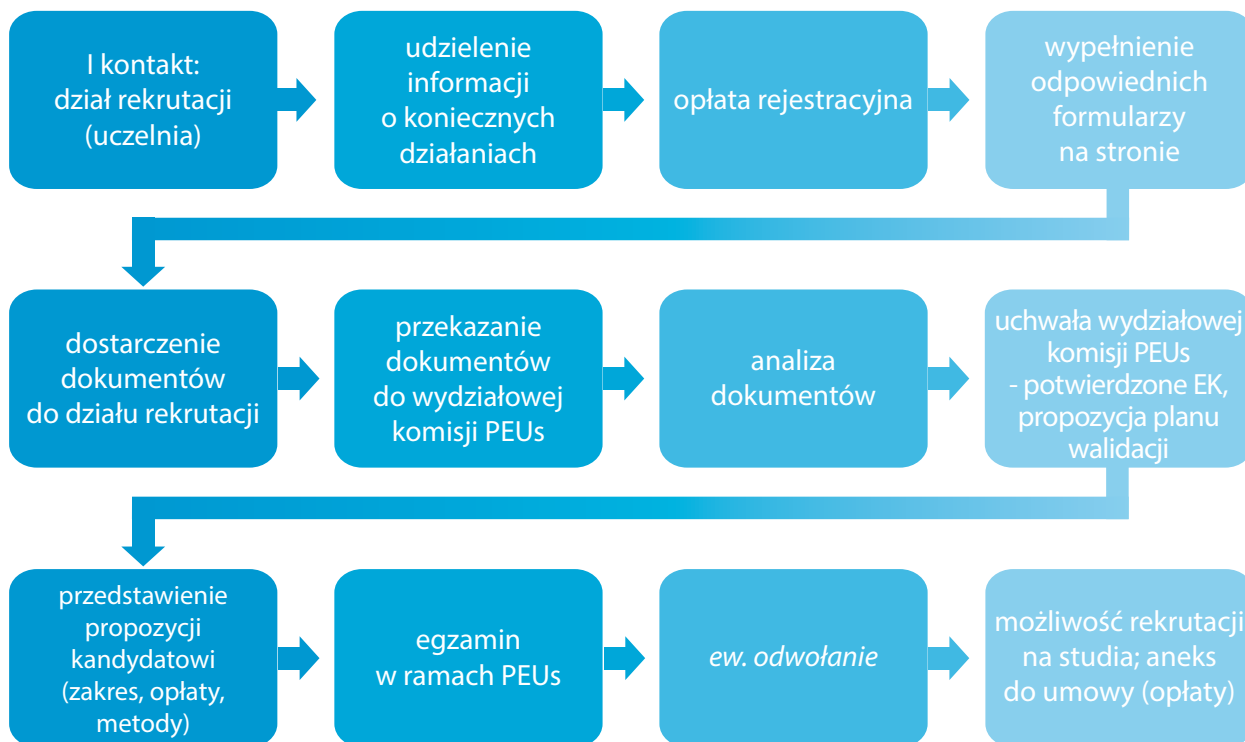 I kontakt:
dział rekrutacji
(uczelnia)
udzielenie
informacji
o koniecznych
działaniach
opłata rejestracyjna
wypełnienie
odpowiednich
formularzy
na stronie
dostarczenie
dokumentów
do działu rekrutacji
przekazanie
dokumentów
do wydziałowej
komisji PEUs
analiza
dokumentów
uchwała wydziałowej
komisji PEUs
- potwierdzone EK,
propozycja planu
walidacji
przedstawienie
propozycji
kandydatowi
(zakres, opłaty,
metody)
egzamin
w ramach PEUs
ew. odwołanie
możliwość rekrutacji
na studia; aneks
do umowy (opłaty)